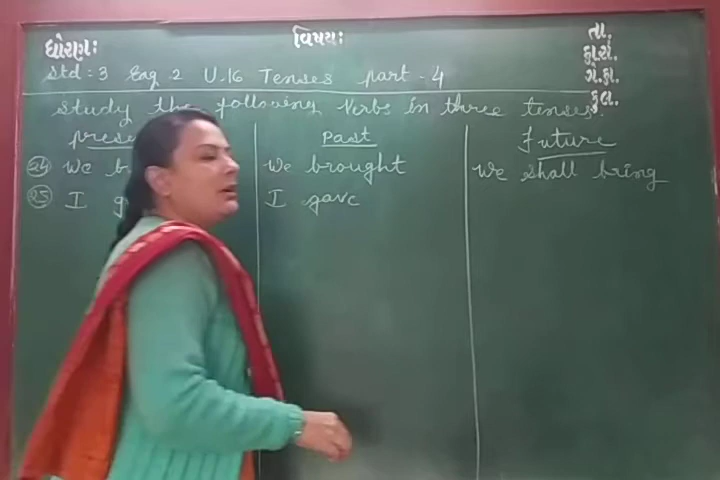 ધોરણઃ વિષયઃ તા.
કા.સં.
Std : 3 Eng 2 U.16 Tenses part - 4 ગે.કા.
કુલ.
Study the following Verbs in three tenses.
Past Future
24 We brought We shall bring
25 I I gave